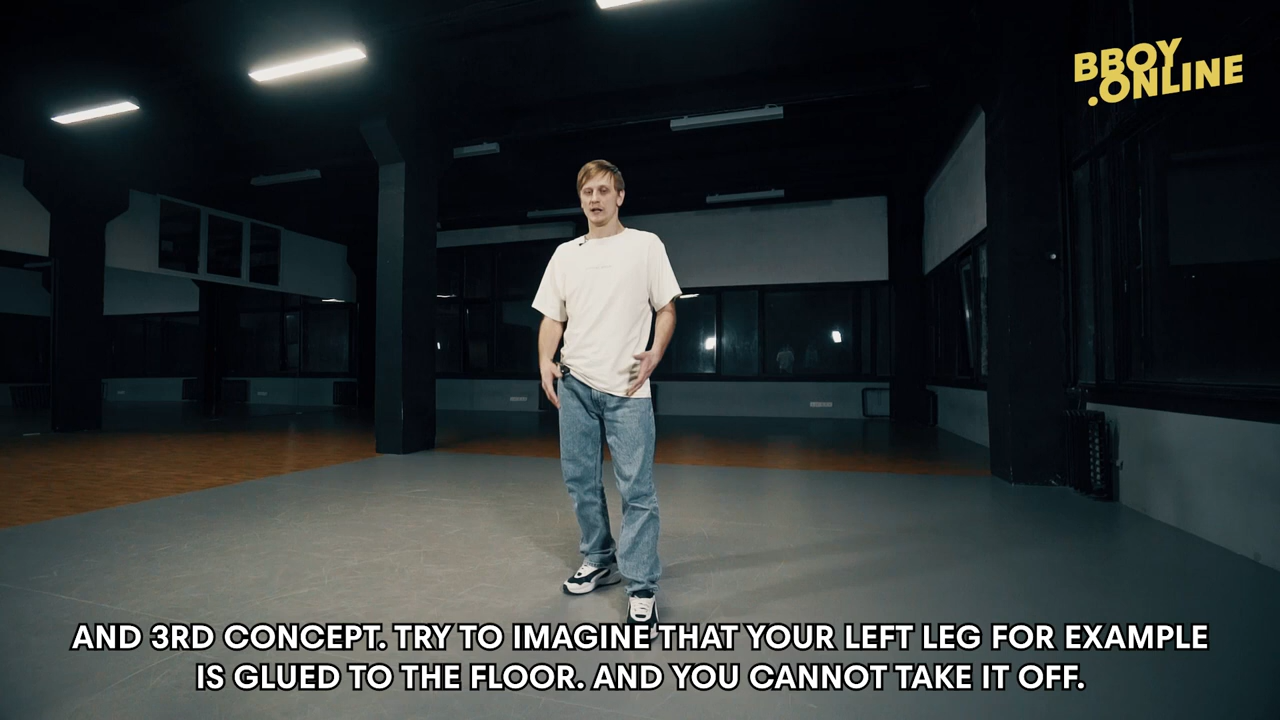 BBOY
.ONLINE
AND 3RD CONCEPT. TRY TO IMAGINE THAT YOUR LEFT LEG FOR EXAMPLE
IS GLUED TO THE FLOOR. AND YOU CANNOT TAKE IT OFF.